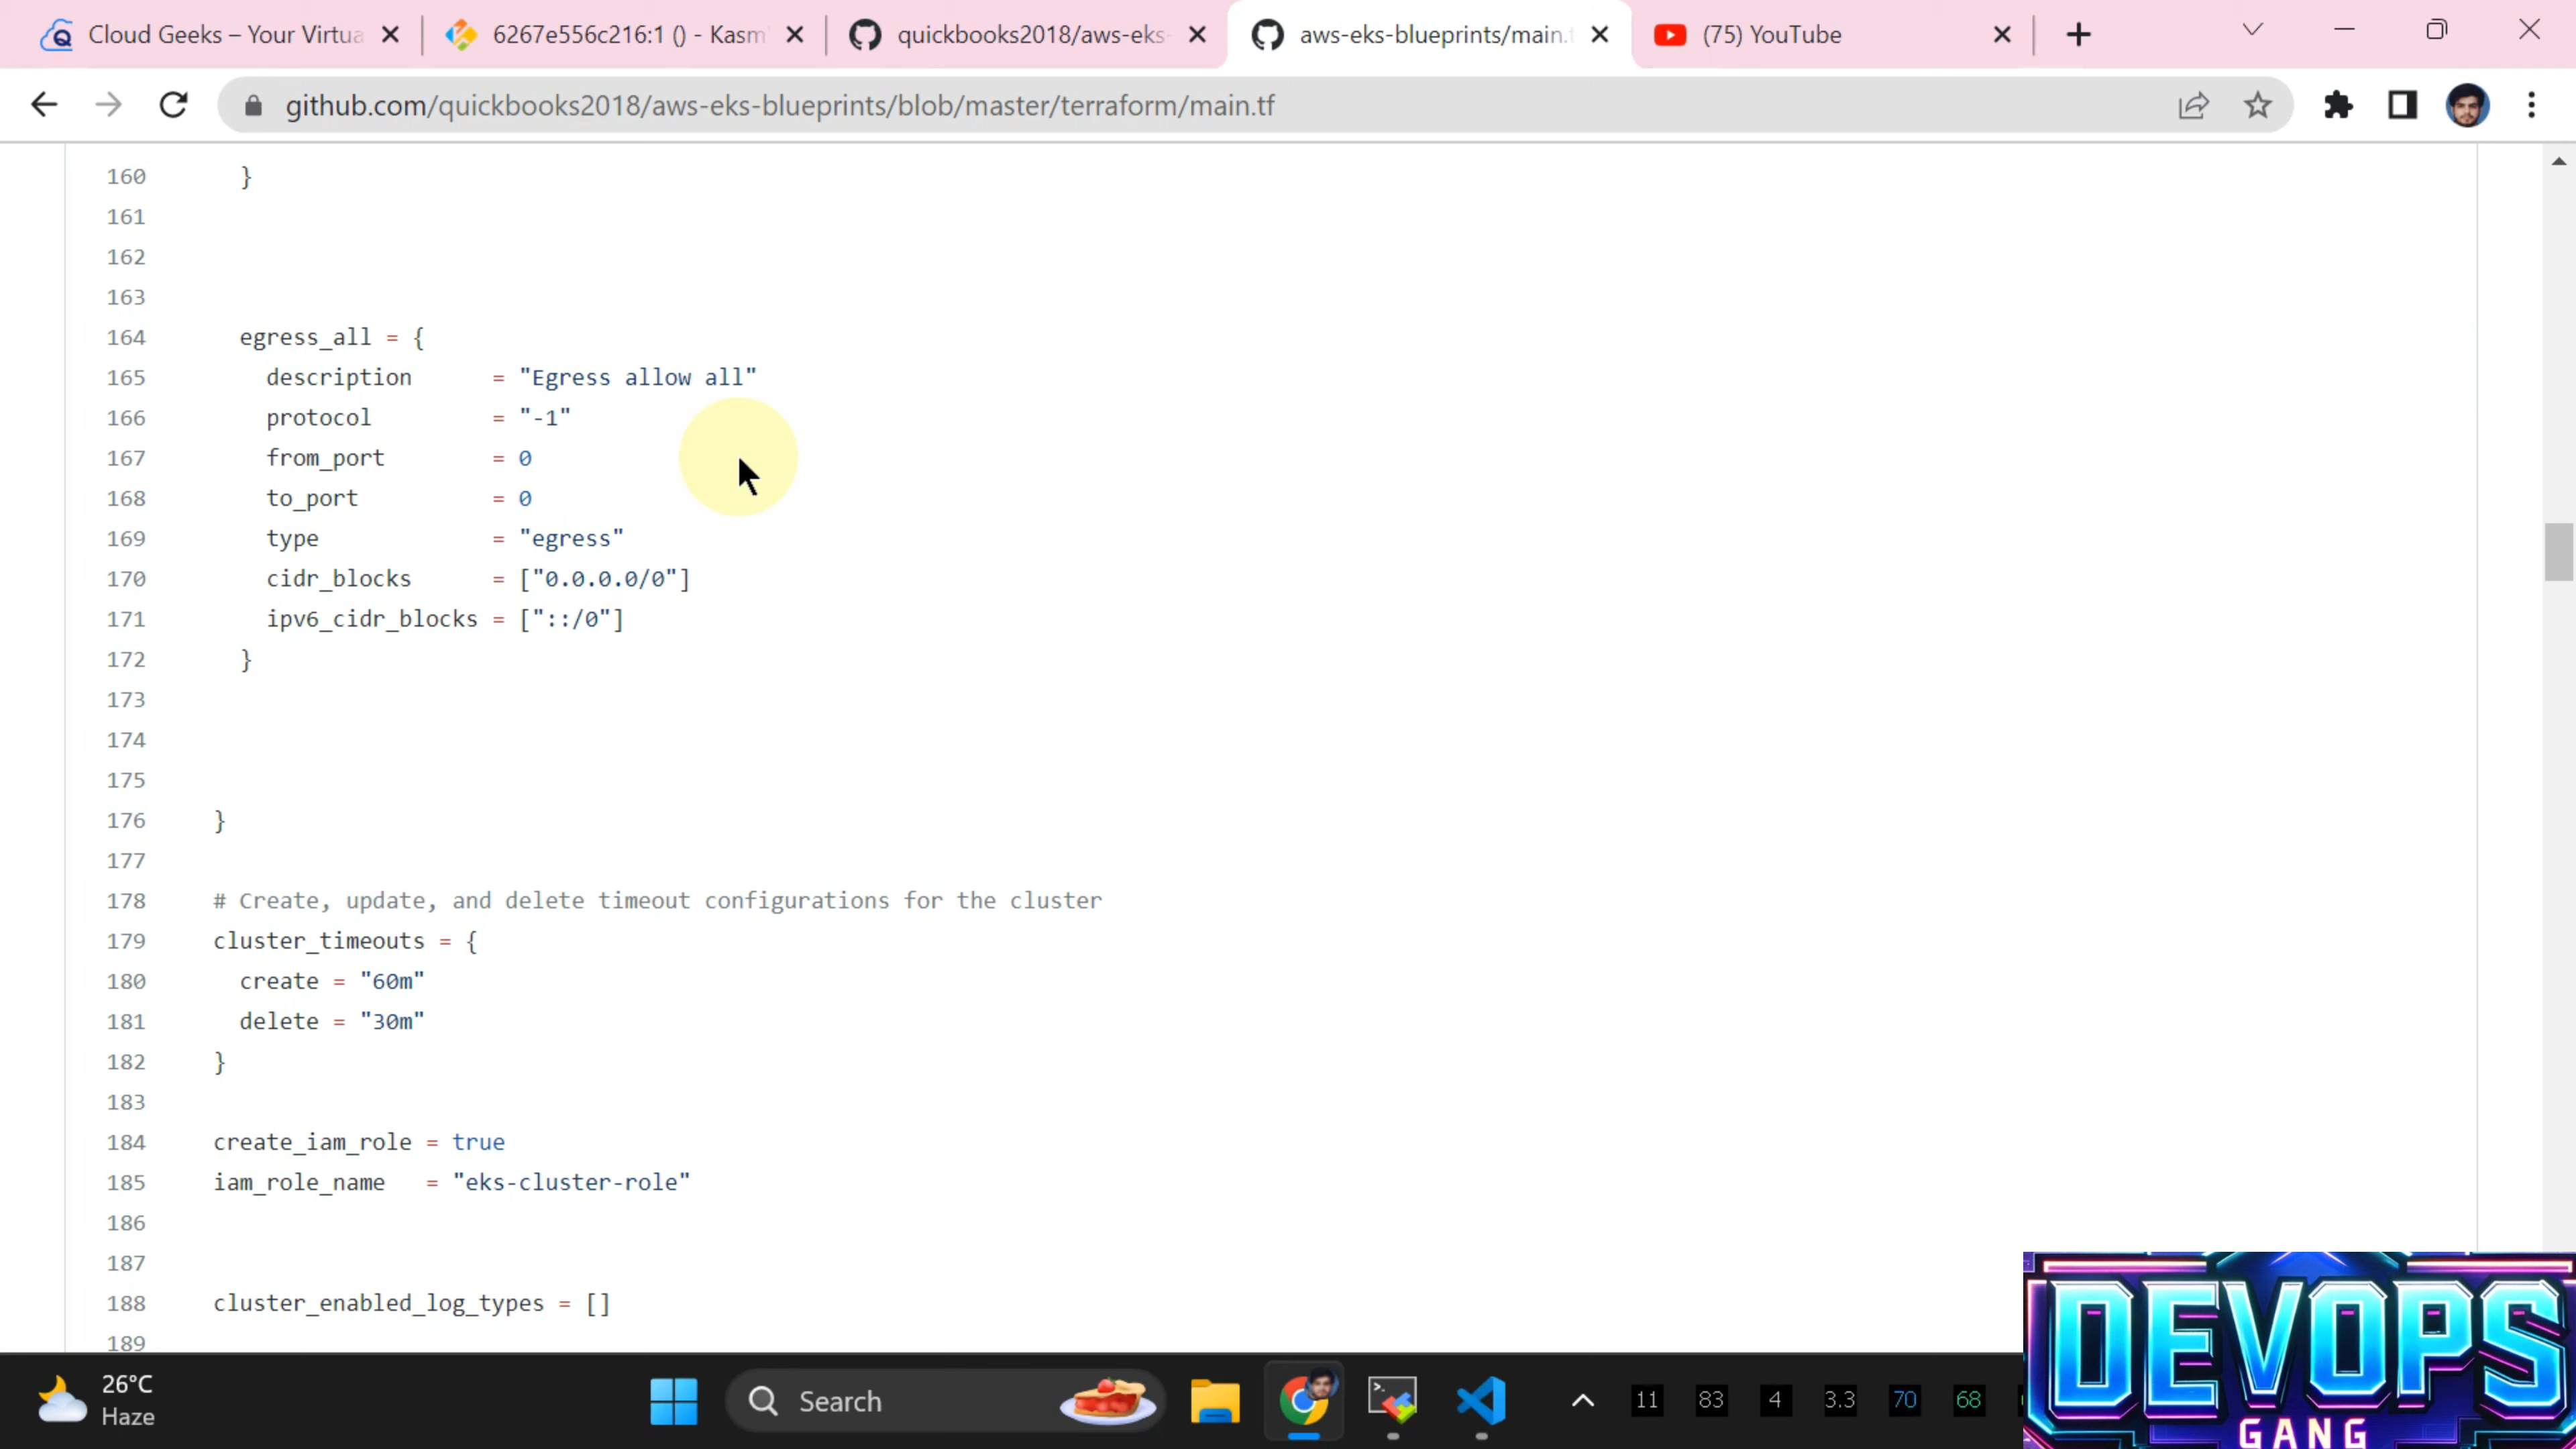 Cloud Geeks – Your Virtua
6267e556c216:1 () - Kasm
quickbooks2018/aws-eks-
aws-eks-blueprints/main.t
(75) YouTube
github.com/quickbooks2018/aws-eks-blueprints/blob/master/terraform/main.tf
160 }
161
162
163
164 egress_all = {
165 description = "Egress allow all"
166 protocol = "-1"
167 from_port = 0
168 to_port = 0
169 type = "egress"
170 cidr_blocks = ["0.0.0.0/0"]
171 ipv6_cidr_blocks = ["::/0"]
172 }
173
174
175
176 }
177
178 # Create, update, and delete timeout configurations for the cluster
179 cluster_timeouts = {
180 create = "60m"
181 delete = "30m"
182 }
183
184 create_iam_role = true
185 iam_role_name = "eks-cluster-role"
186
187
188 cluster_enabled_log_types = []
189
26°C
Haze
Search
11 83 4 3.3 70 68
DEVOPS
GANG